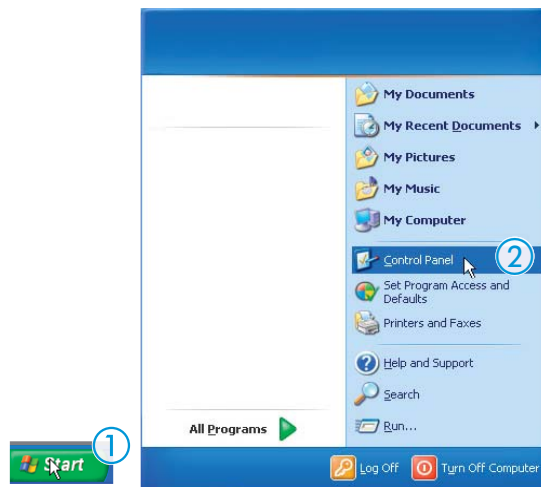 My Documents
My Recent Documents
My Pictures
My Music
My Computer
Control Panel
2
Set Program Access and
Defaults
Printers and Faxes
Help and Support
Search
Run...
All Programs
1
Start
Log Off
Turn Off Computer